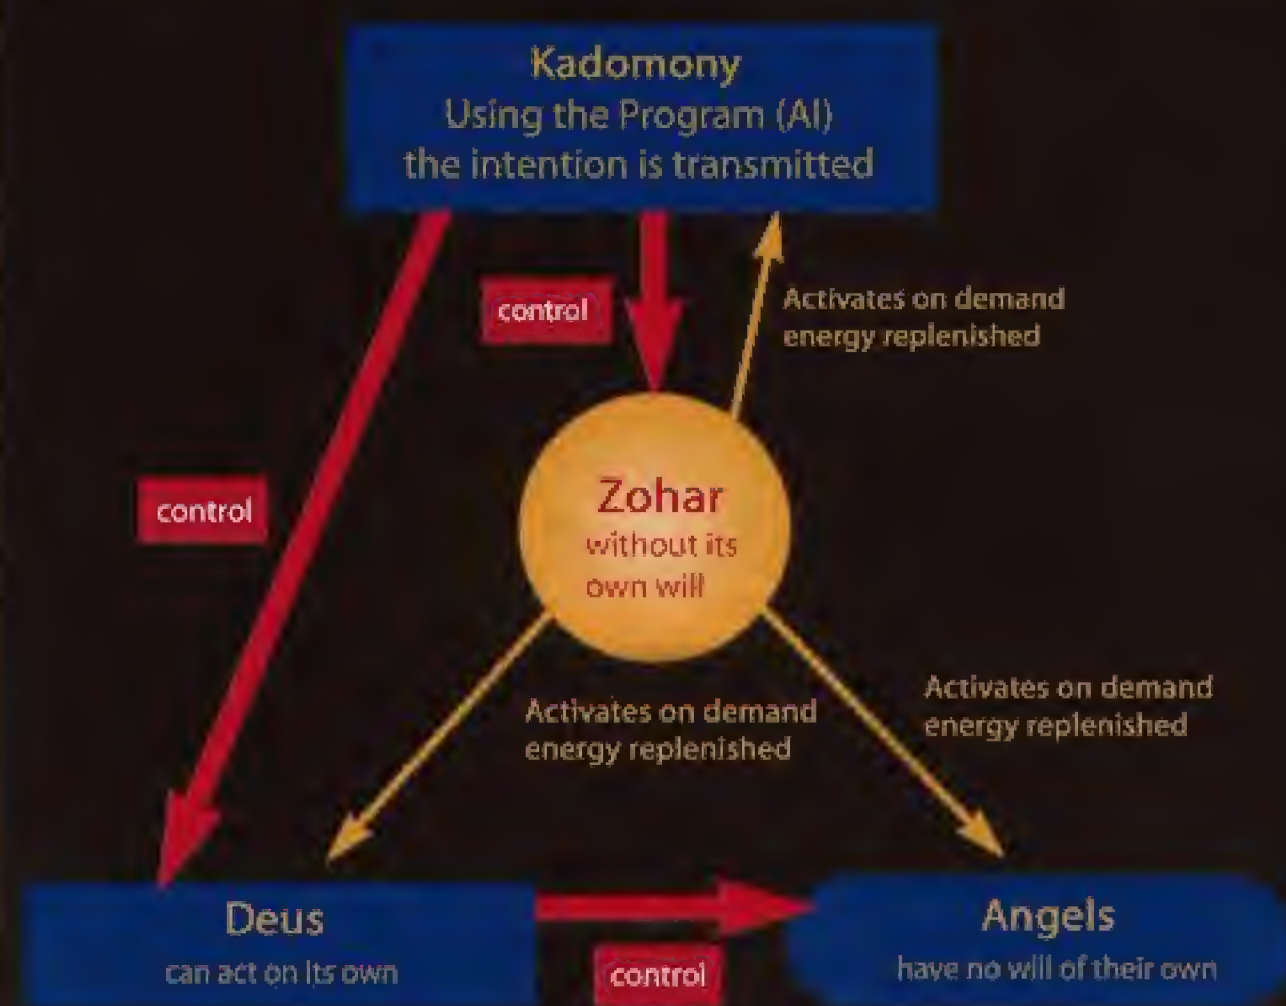 Kadomony
Using the Program (AI)
the intention is transmitted
control
Activates on demand
energy replenished
control
Zohar
without its
own will
Activates on demand
energy replenished
Activates on demand
energy replenished
Deus
can act on its own
control
Angels
have no will of their own